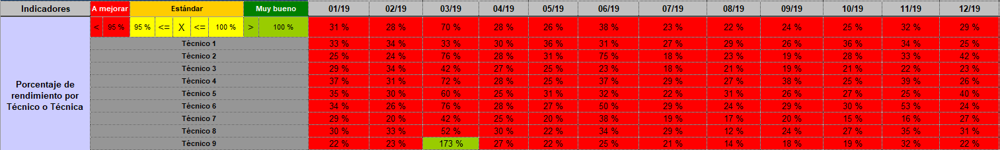 Indicadores A mejorar Estándar Muy bueno 01/19 02/19 03/19 04/19 05/19 06/19 07/19 08/19 09/19 10/19 11/19 12/19
< 95 % 95 % <= X <= 100 % > 100 % 31 % 28 % 70 % 28 % 26 % 38 % 23 % 22 % 24 % 25 % 32 % 29 %
Técnico 1 33 % 34 % 33 % 30 % 36 % 31 % 27 % 29 % 26 % 36 % 34 % 25 %
Técnico 2 25 % 24 % 76 % 28 % 31 % 75 % 18 % 23 % 19 % 28 % 33 % 42 %
Técnico 3 29 % 34 % 42 % 27 % 25 % 23 % 18 % 21 % 19 % 21 % 22 % 23 %
Porcentaje de
Técnico 4 37 % 31 % 72 % 28 % 25 % 37 % 29 % 27 % 38 % 25 % 39 % 26 %
rendimiento por
Técnico 5 35 % 30 % 60 % 25 % 31 % 32 % 22 % 31 % 26 % 27 % 25 % 40 %
Técnico o Técnica
Técnico 6 34 % 26 % 76 % 28 % 27 % 50 % 29 % 24 % 29 % 30 % 53 % 24 %
Técnico 7 29 % 20 % 42 % 25 % 20 % 38 % 19 % 17 % 20 % 15 % 16 % 27 %
Técnico 8 30 % 33 % 52 % 30 % 22 % 34 % 29 % 12 % 24 % 27 % 35 % 31 %
Técnico 9 22 % 23 % 173 % 27 % 22 % 25 % 21 % 14 % 18 % 19 % 32 % 22 %